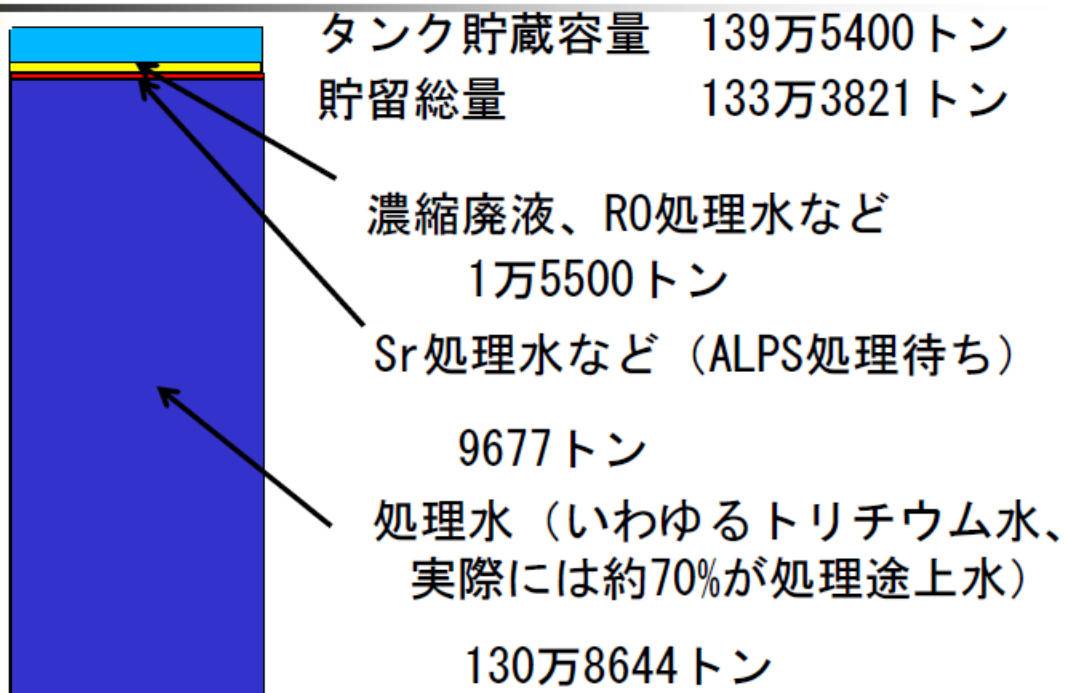 タンク貯蔵容量 139万5400トン
貯留総量 133万3821トン
濃縮廃液、RO処理水など
1万5500トン
Sr処理水など（ALPS処理待ち）
9677トン
処理水（いわゆるトリチウム水、
実際には約70%が処理途上水）
130万8644トン